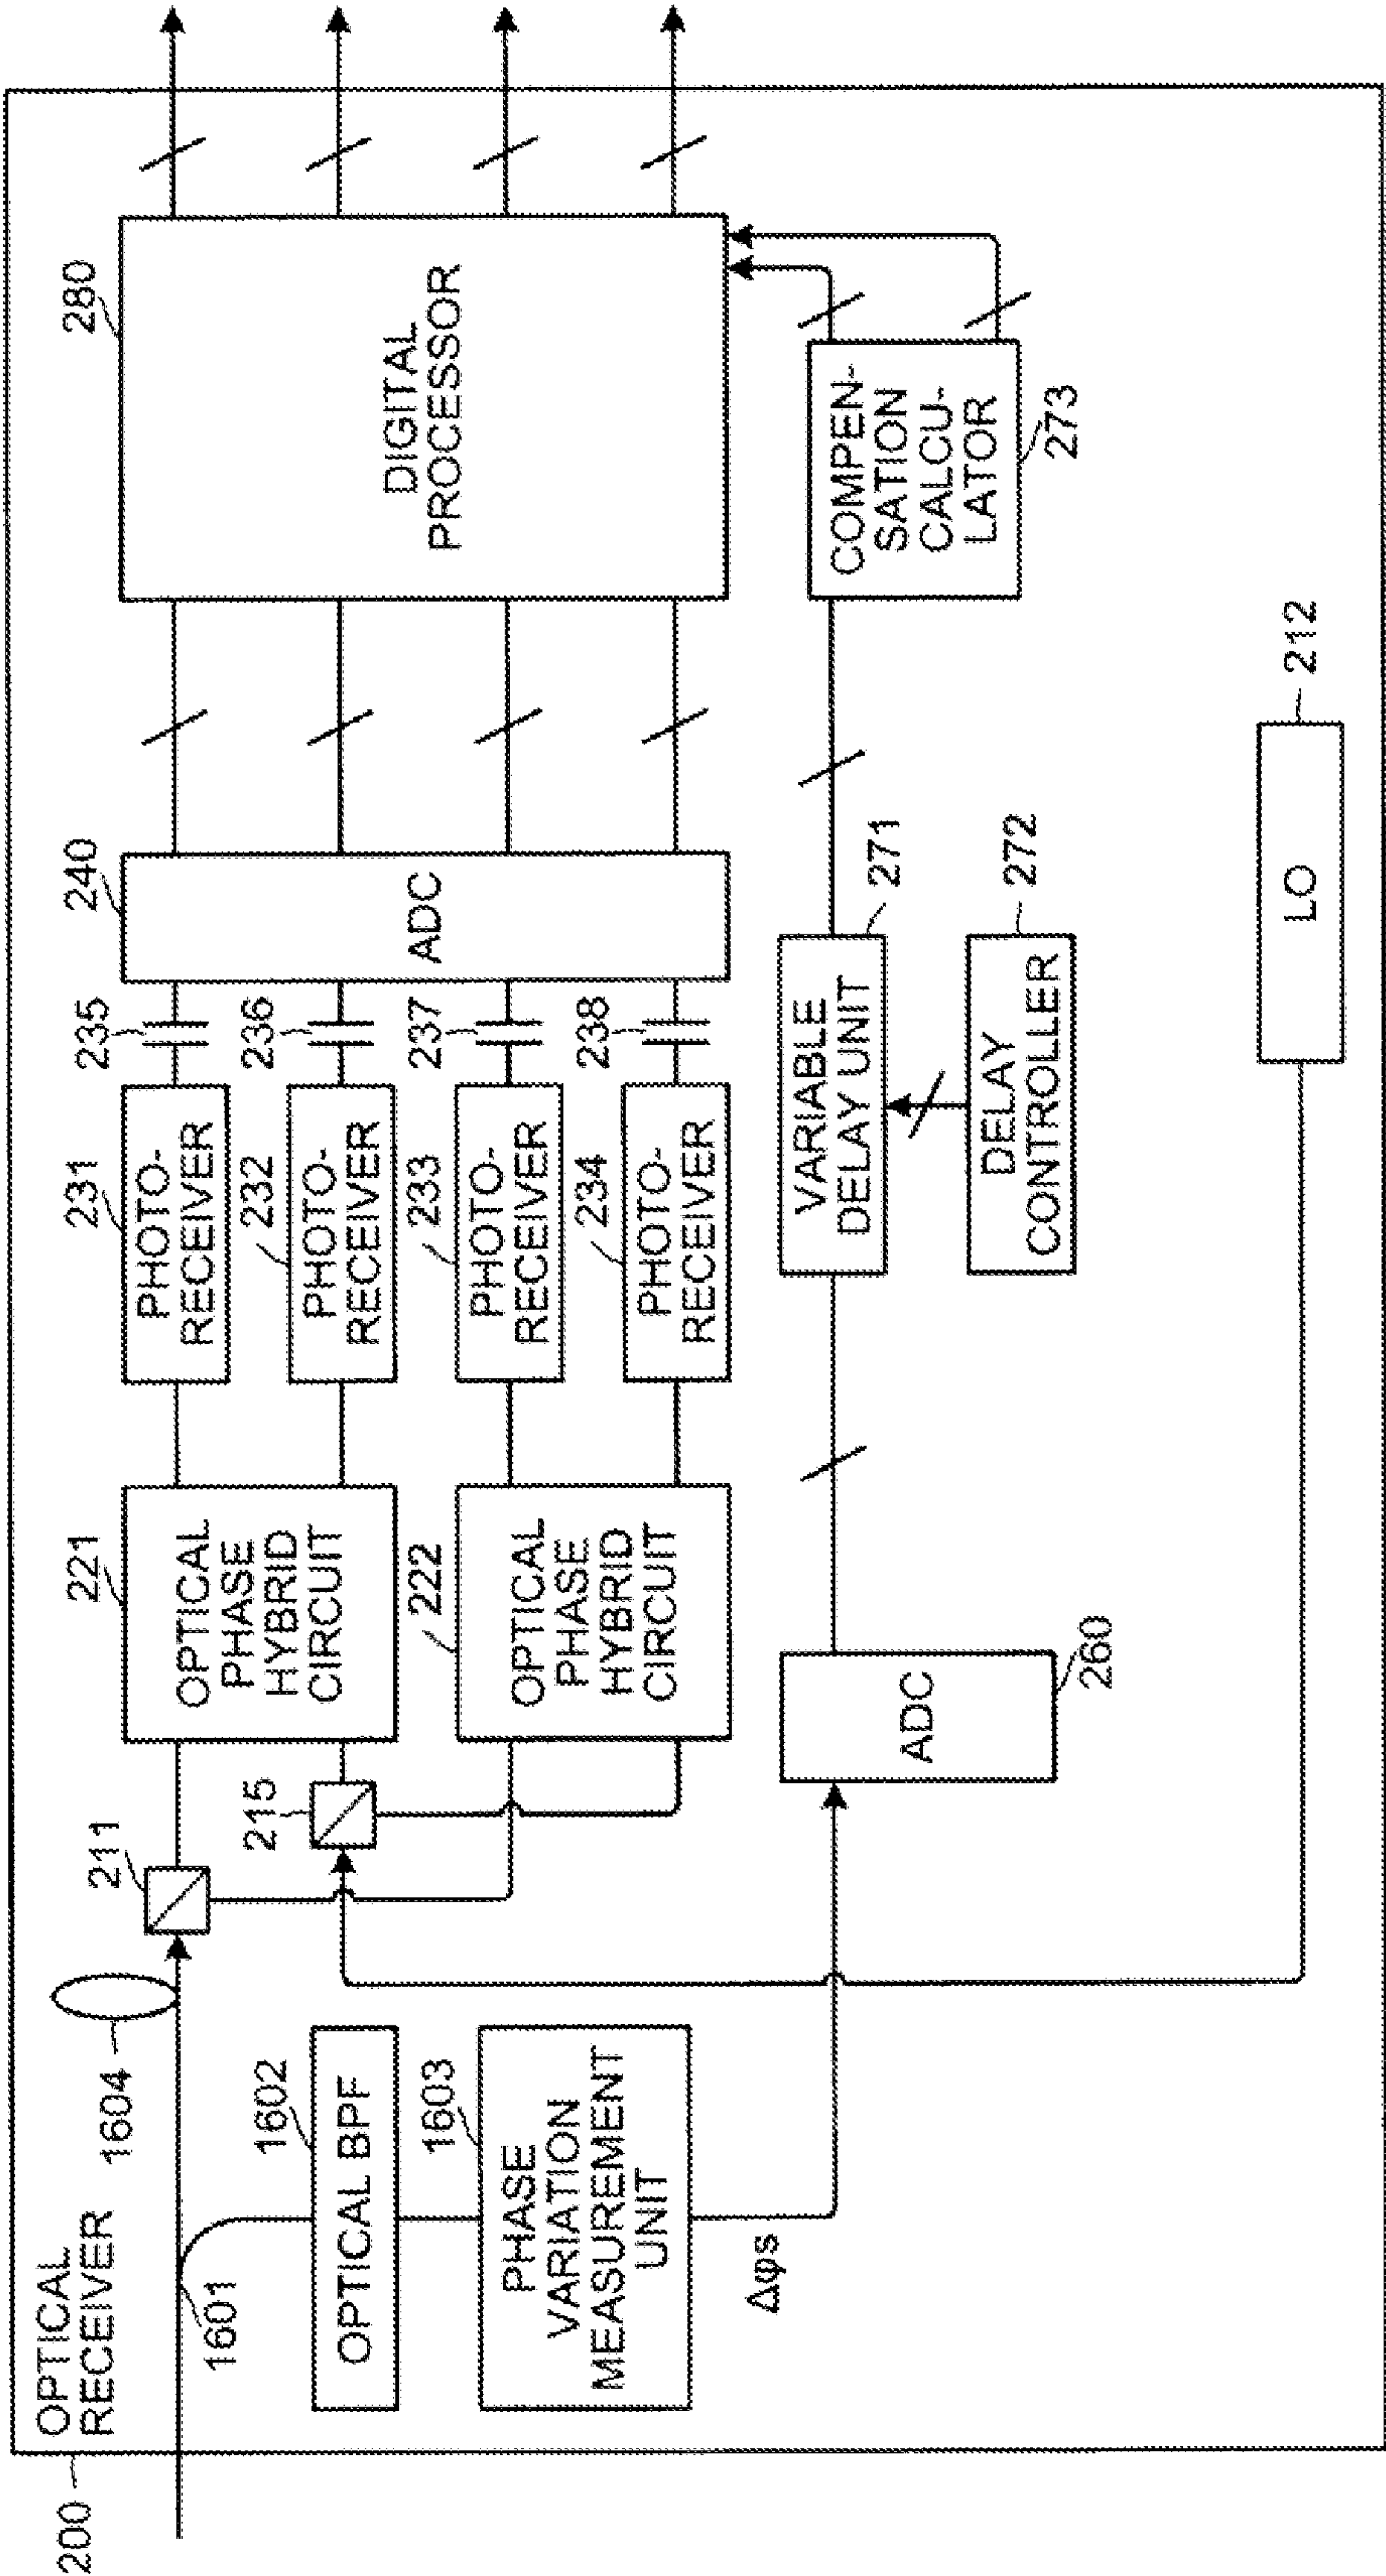 200
OPTICAL
RECEIVER
1601
1604
211
215
221
OPTICAL
PHASE
HYBRID
CIRCUIT
222
OPTICAL
PHASE
HYBRID
CIRCUIT
231
PHOTO-
RECEIVER
232
PHOTO-
RECEIVER
233
PHOTO-
RECEIVER
234
PHOTO-
RECEIVER
235
236
237
238
240
ADC
280
DIGITAL
PROCESSOR
1602
OPTICAL BPF
1603
PHASE
VARIATION
MEASUREMENT
UNIT
Δφs
ADC
260
VARIABLE
DELAY UNIT
271
DELAY
CONTROLLER
272
COMPEN-
SATION
CALCU-
LATOR
273
LO
212